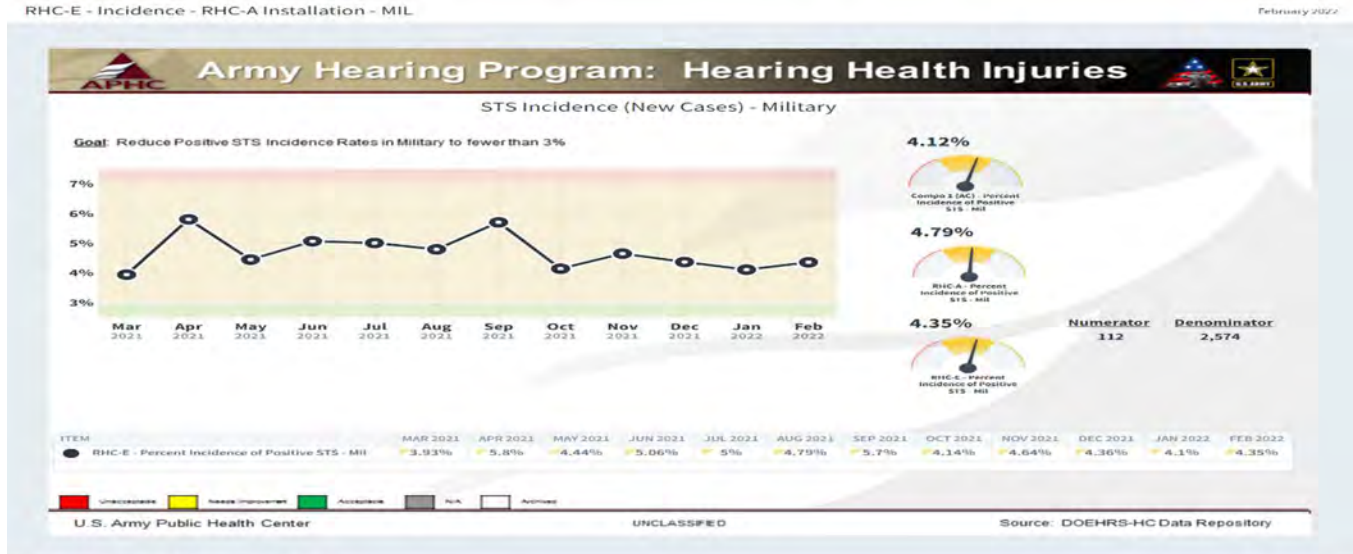 RHC-E - Incidence - RHC-A Installation - MIL
February 2022
APHC
Army Hearing Program: Hearing Health Injuries
U.S. ARMY
STS Incidence (New Cases) - Military
Goal: Reduce Positive STS Incidence Rates in Military to fewer than 3%
7%
6%
5%
4%
3%
Mar Apr May Jun Jul Aug Sep Oct Nov Dec Jan Feb
2021 2021 2021 2021 2021 2021 2021 2021 2021 2021 2022 2022
4.12%
Compo 1 (AC) - Percent
Incidence of Positive
STS - Mil
4.79%
RHC-A - Percent
Incidence of Positive
STS - Mil
4.35%
RHC-E - Percent
Incidence of Positive
STS - Mil
Numerator Denominator
112 2,574
ITEM MAR 2021 APR 2021 MAY 2021 JUN 2021 JUL 2021 AUG 2021 SEP 2021 OCT 2021 NOV 2021 DEC 2021 JAN 2022 FEB 2022
RHC-E - Percent Incidence of Positive STS - Mil 3.93% 5.8% 4.44% 5.06% 5% 4.79% 5.7% 4.14% 4.64% 4.36% 4.1% 4.35%
Unacceptable Needs Improvement Acceptable N/A Archived
U.S. Army Public Health Center UNCLASSIFIED Source: DOEHRS-HC Data Repository